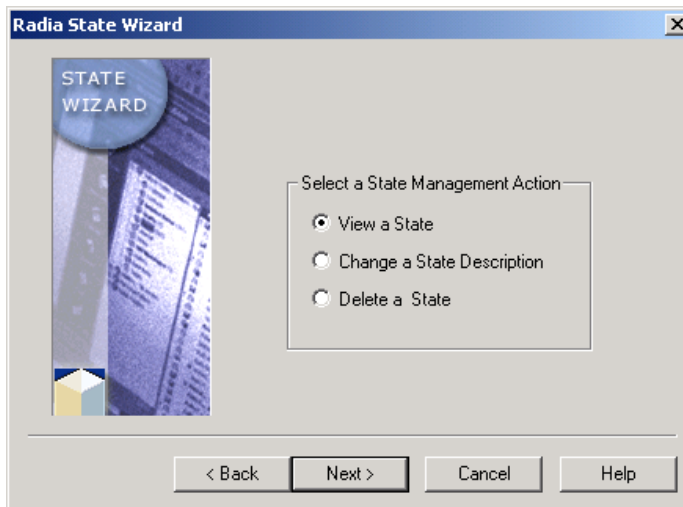 Radia State Wizard
STATE
WIZARD
Select a State Management Action
View a State
Change a State Description
Delete a State
< Back
Next >
Cancel
Help